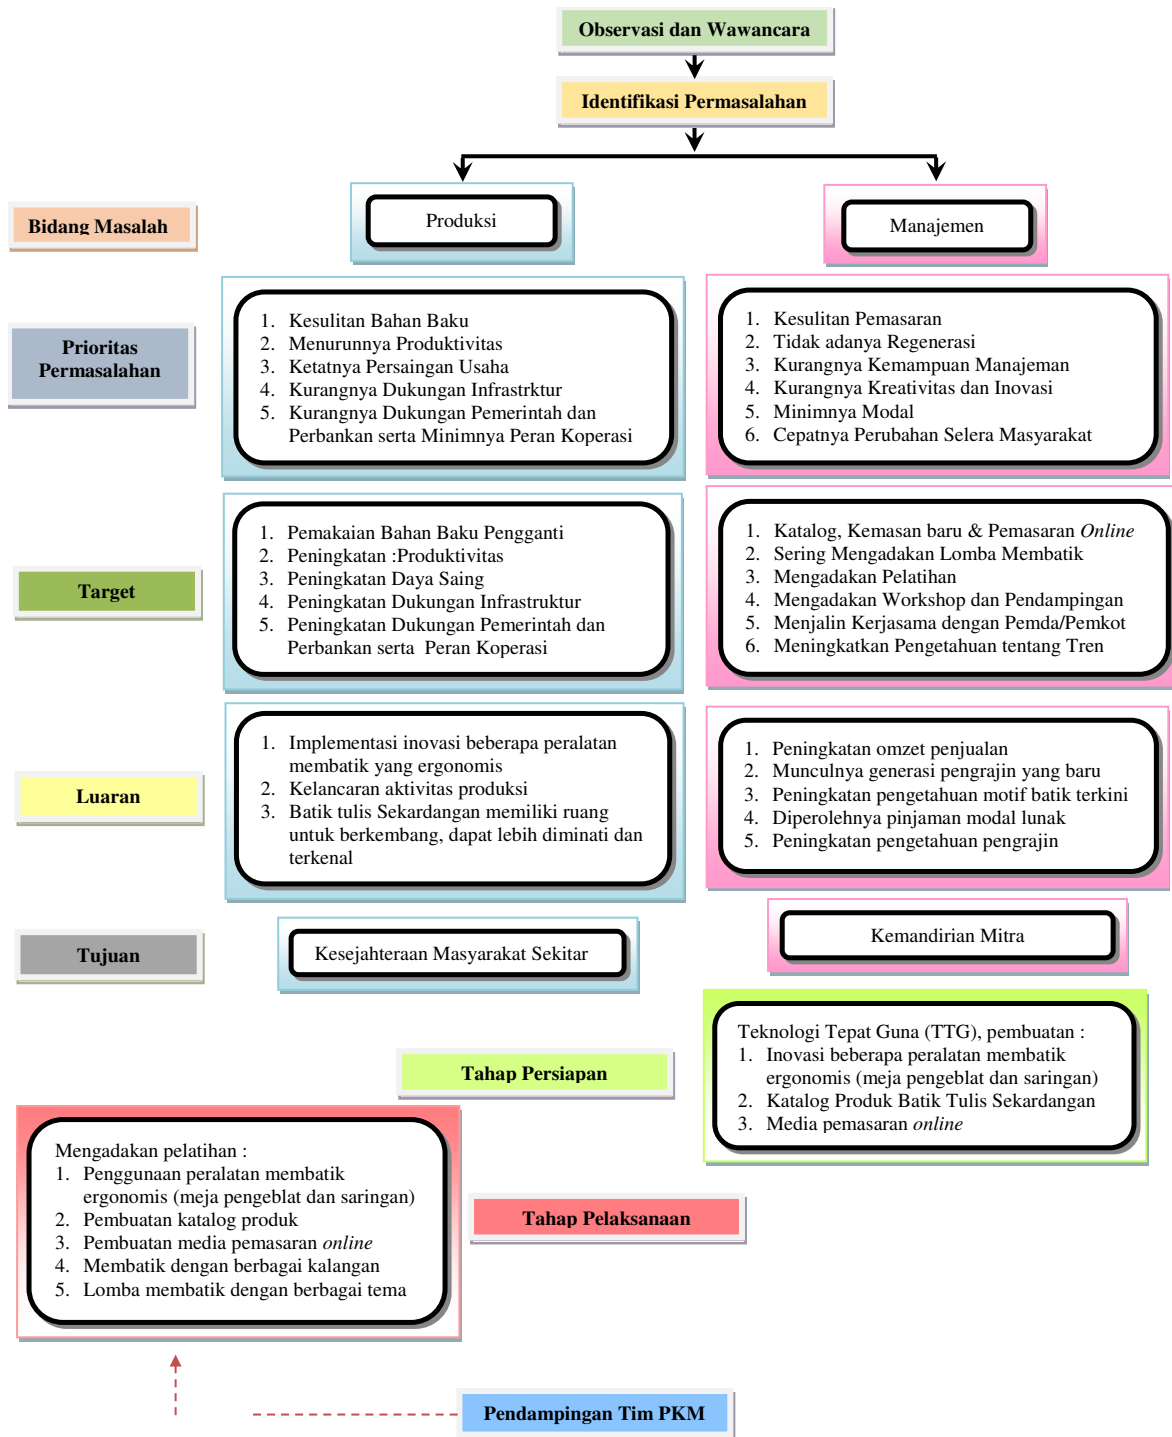 Observasi dan Wawancara
Identifikasi Permasalahan
Bidang Masalah
Produksi
Manajemen
Prioritas
Permasalahan
1. Kesulitan Bahan Baku
2. Menurunnya Produktivitas
3. Ketatnya Persaingan Usaha
4. Kurangnya Dukungan Infrastrktur
5. Kurangnya Dukungan Pemerintah dan
Perbankan serta Minimnya Peran Koperasi
1. Kesulitan Pemasaran
2. Tidak adanya Regenerasi
3. Kurangnya Kemampuan Manajeman
4. Kurangnya Kreativitas dan Inovasi
5. Minimnya Modal
6. Cepatnya Perubahan Selera Masyarakat
Target
1. Pemakaian Bahan Baku Pengganti
2. Peningkatan :Produktivitas
3. Peningkatan Daya Saing
4. Peningkatan Dukungan Infrastruktur
5. Peningkatan Dukungan Pemerintah dan
Perbankan serta Peran Koperasi
1. Katalog, Kemasan baru & Pemasaran Online
2. Sering Mengadakan Lomba Membatik
3. Mengadakan Pelatihan
4. Mengadakan Workshop dan Pendampingan
5. Menjalin Kerjasama dengan Pemda/Pemkot
6. Meningkatkan Pengetahuan tentang Tren
Luaran
1. Implementasi inovasi beberapa peralatan
membatik yang ergonomis
2. Kelancaran aktivitas produksi
3. Batik tulis Sekardangan memiliki ruang
untuk berkembang, dapat lebih diminati dan
terkenal
1. Peningkatan omzet penjualan
2. Munculnya generasi pengrajin yang baru
3. Peningkatan pengetahuan motif batik terkini
4. Diperolehnya pinjaman modal lunak
5. Peningkatan pengetahuan pengrajin
Tujuan
Kesejahteraan Masyarakat Sekitar
Kemandirian Mitra
Tahap Persiapan
Teknologi Tepat Guna (TTG), pembuatan :
1. Inovasi beberapa peralatan membatik
ergonomis (meja pengeblat dan saringan)
2. Katalog Produk Batik Tulis Sekardangan
3. Media pemasaran online
Mengadakan pelatihan :
1. Penggunaan peralatan membatik
ergonomis (meja pengeblat dan saringan)
2. Pembuatan katalog produk
3. Pembuatan media pemasaran online
4. Membatik dengan berbagai kalangan
5. Lomba membatik dengan berbagai tema
Tahap Pelaksanaan
Pendampingan Tim PKM